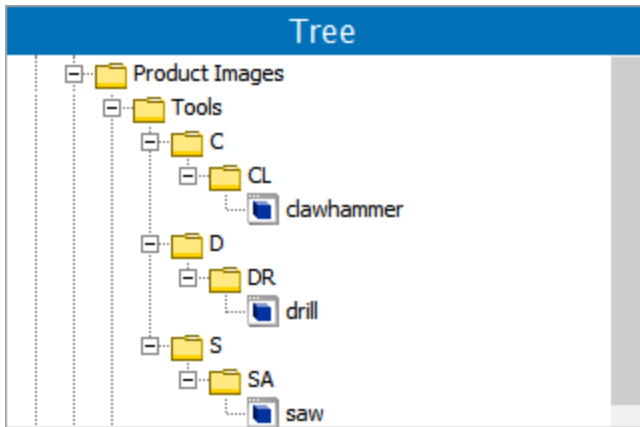 Tree
Product Images
Tools
C
CL
clawhammer
D
DR
drill
S
SA
saw